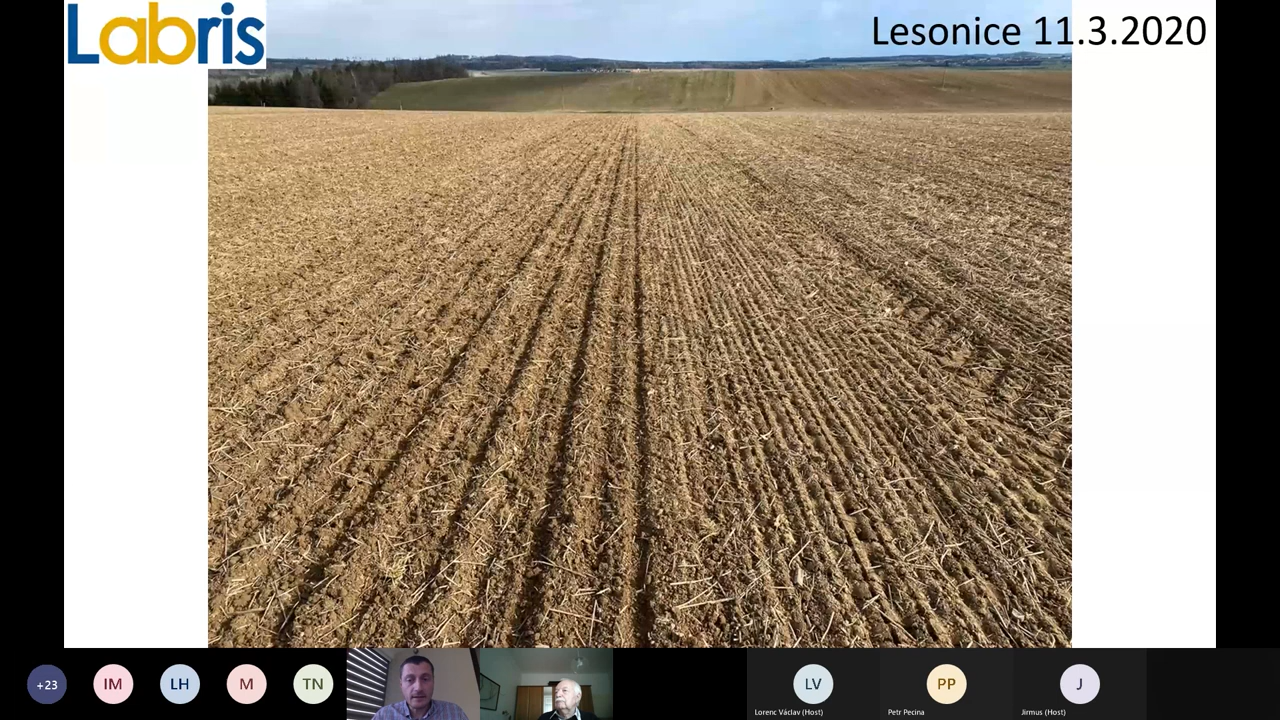 Labris
Lesonice 11.3.2020
+23
IM
LH
M
TN
LV
PP
J
Lorenc Václav (Host)
Petr Pecina
Jirmus (Host)